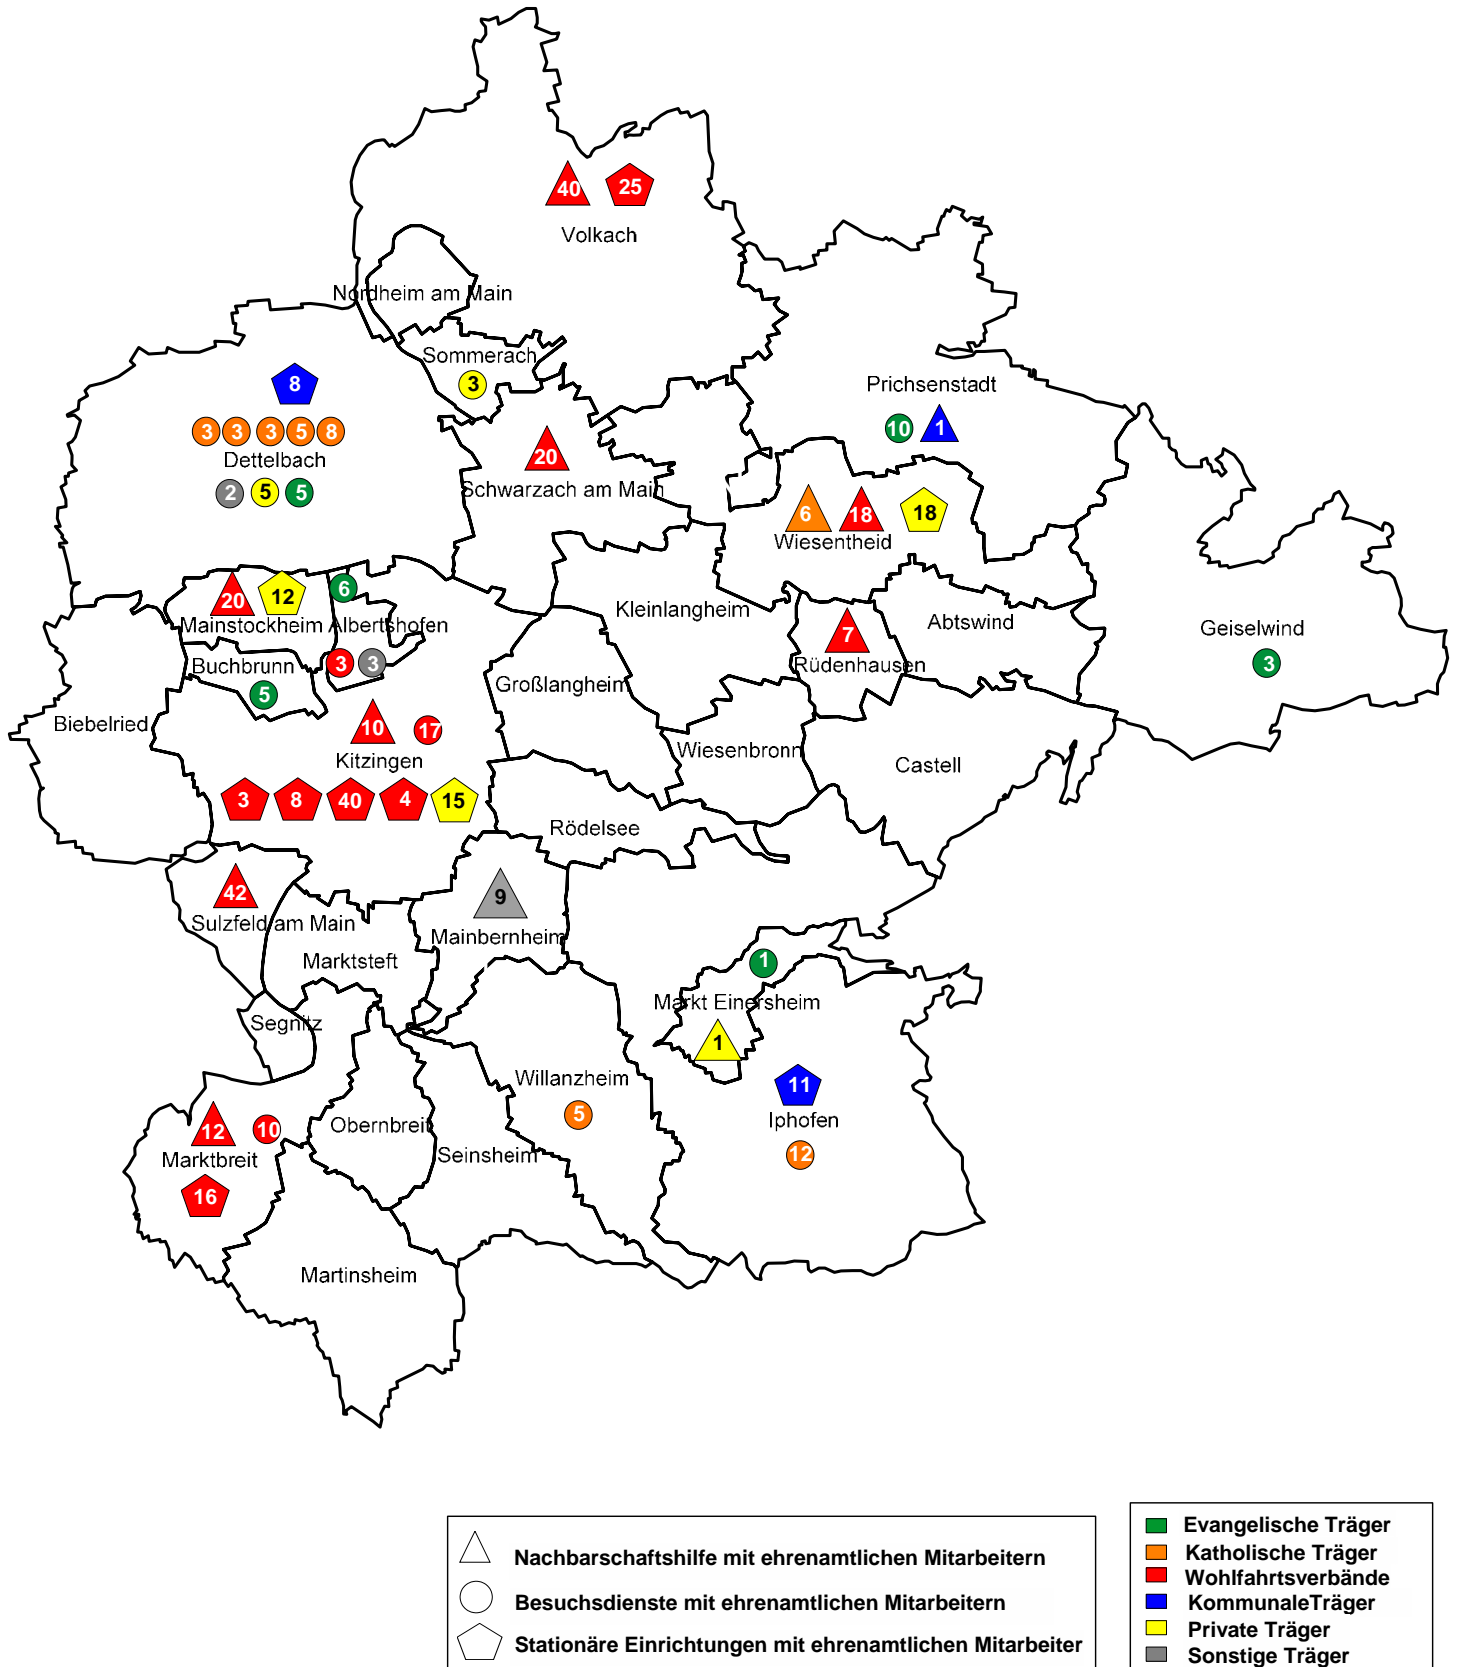 40 25
Volkach
Nordheim am Main
Sommerach
3
8
3 3 3 5 8
Dettelbach
2 5 5
Prichsenstadt
10 1
20
Schwarzach am Main
6 18 18
Wiesentheid
20 12 6
Mainstockheim Albertshofen
3 3
Buchbrunn
5
Kleinlangheim
7
Rüdenhausen
Abtswind
Geiselwind
3
Großlangheim
Biebelried
10 17
Kitzingen
3 8 40 4 15
Wiesenbronn
Castell
Rödelsee
42
Sulzfeld am Main
9
Mainbernheim
Marktsteft
1
Markt Einersheim
1
Segnitz
Willanzheim
5
11
Iphofen
12
Obernbreit
Seinsheim
12 10
Marktbreit
16
Martinsheim
Nachbarschaftshilfe mit ehrenamtlichen Mitarbeitern
Besuchsdienste mit ehrenamtlichen Mitarbeitern
Stationäre Einrichtungen mit ehrenamtlichen Mitarbeiter
Evangelische Träger
Katholische Träger
Wohlfahrtsverbände
KommunaleTräger
Private Träger
Sonstige Träger